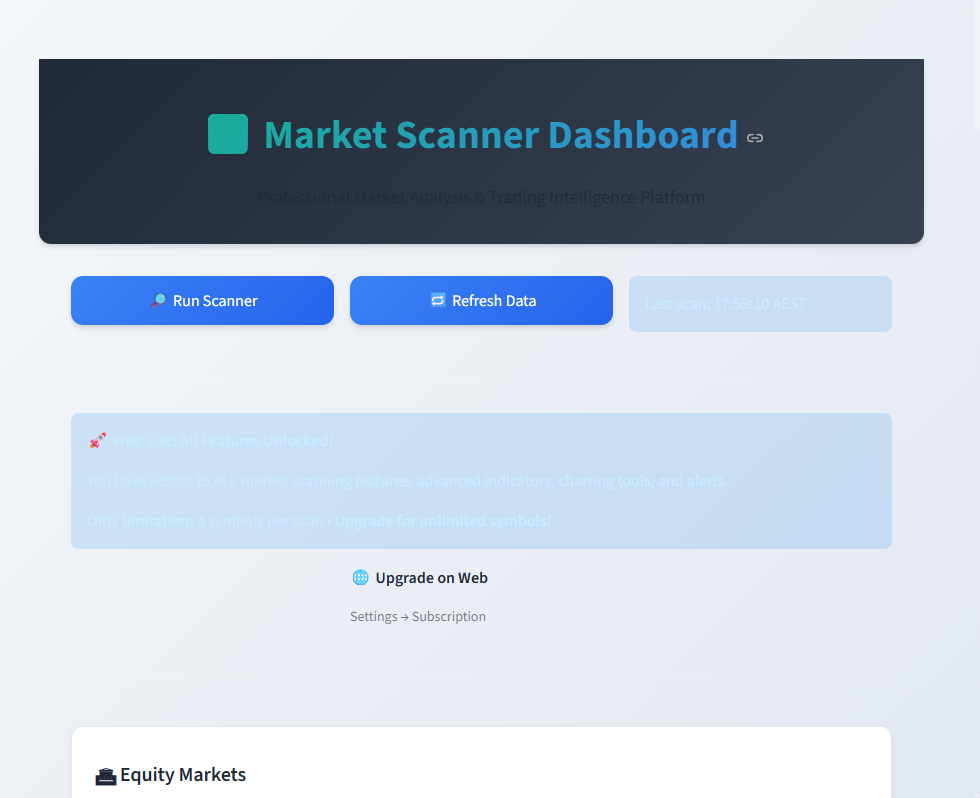 Market Scanner Dashboard
Professional Market Analysis & Trading Intelligence Platform
Run Scanner
Refresh Data
Last scan: 17:59:10 AEST
Free Tier: All Features Unlocked!
You have access to ALL market scanning features, advanced indicators, charting tools, and alerts.
Only limitation: 4 symbols per scan • Upgrade for unlimited symbols!
Upgrade on Web
Settings → Subscription
Equity Markets